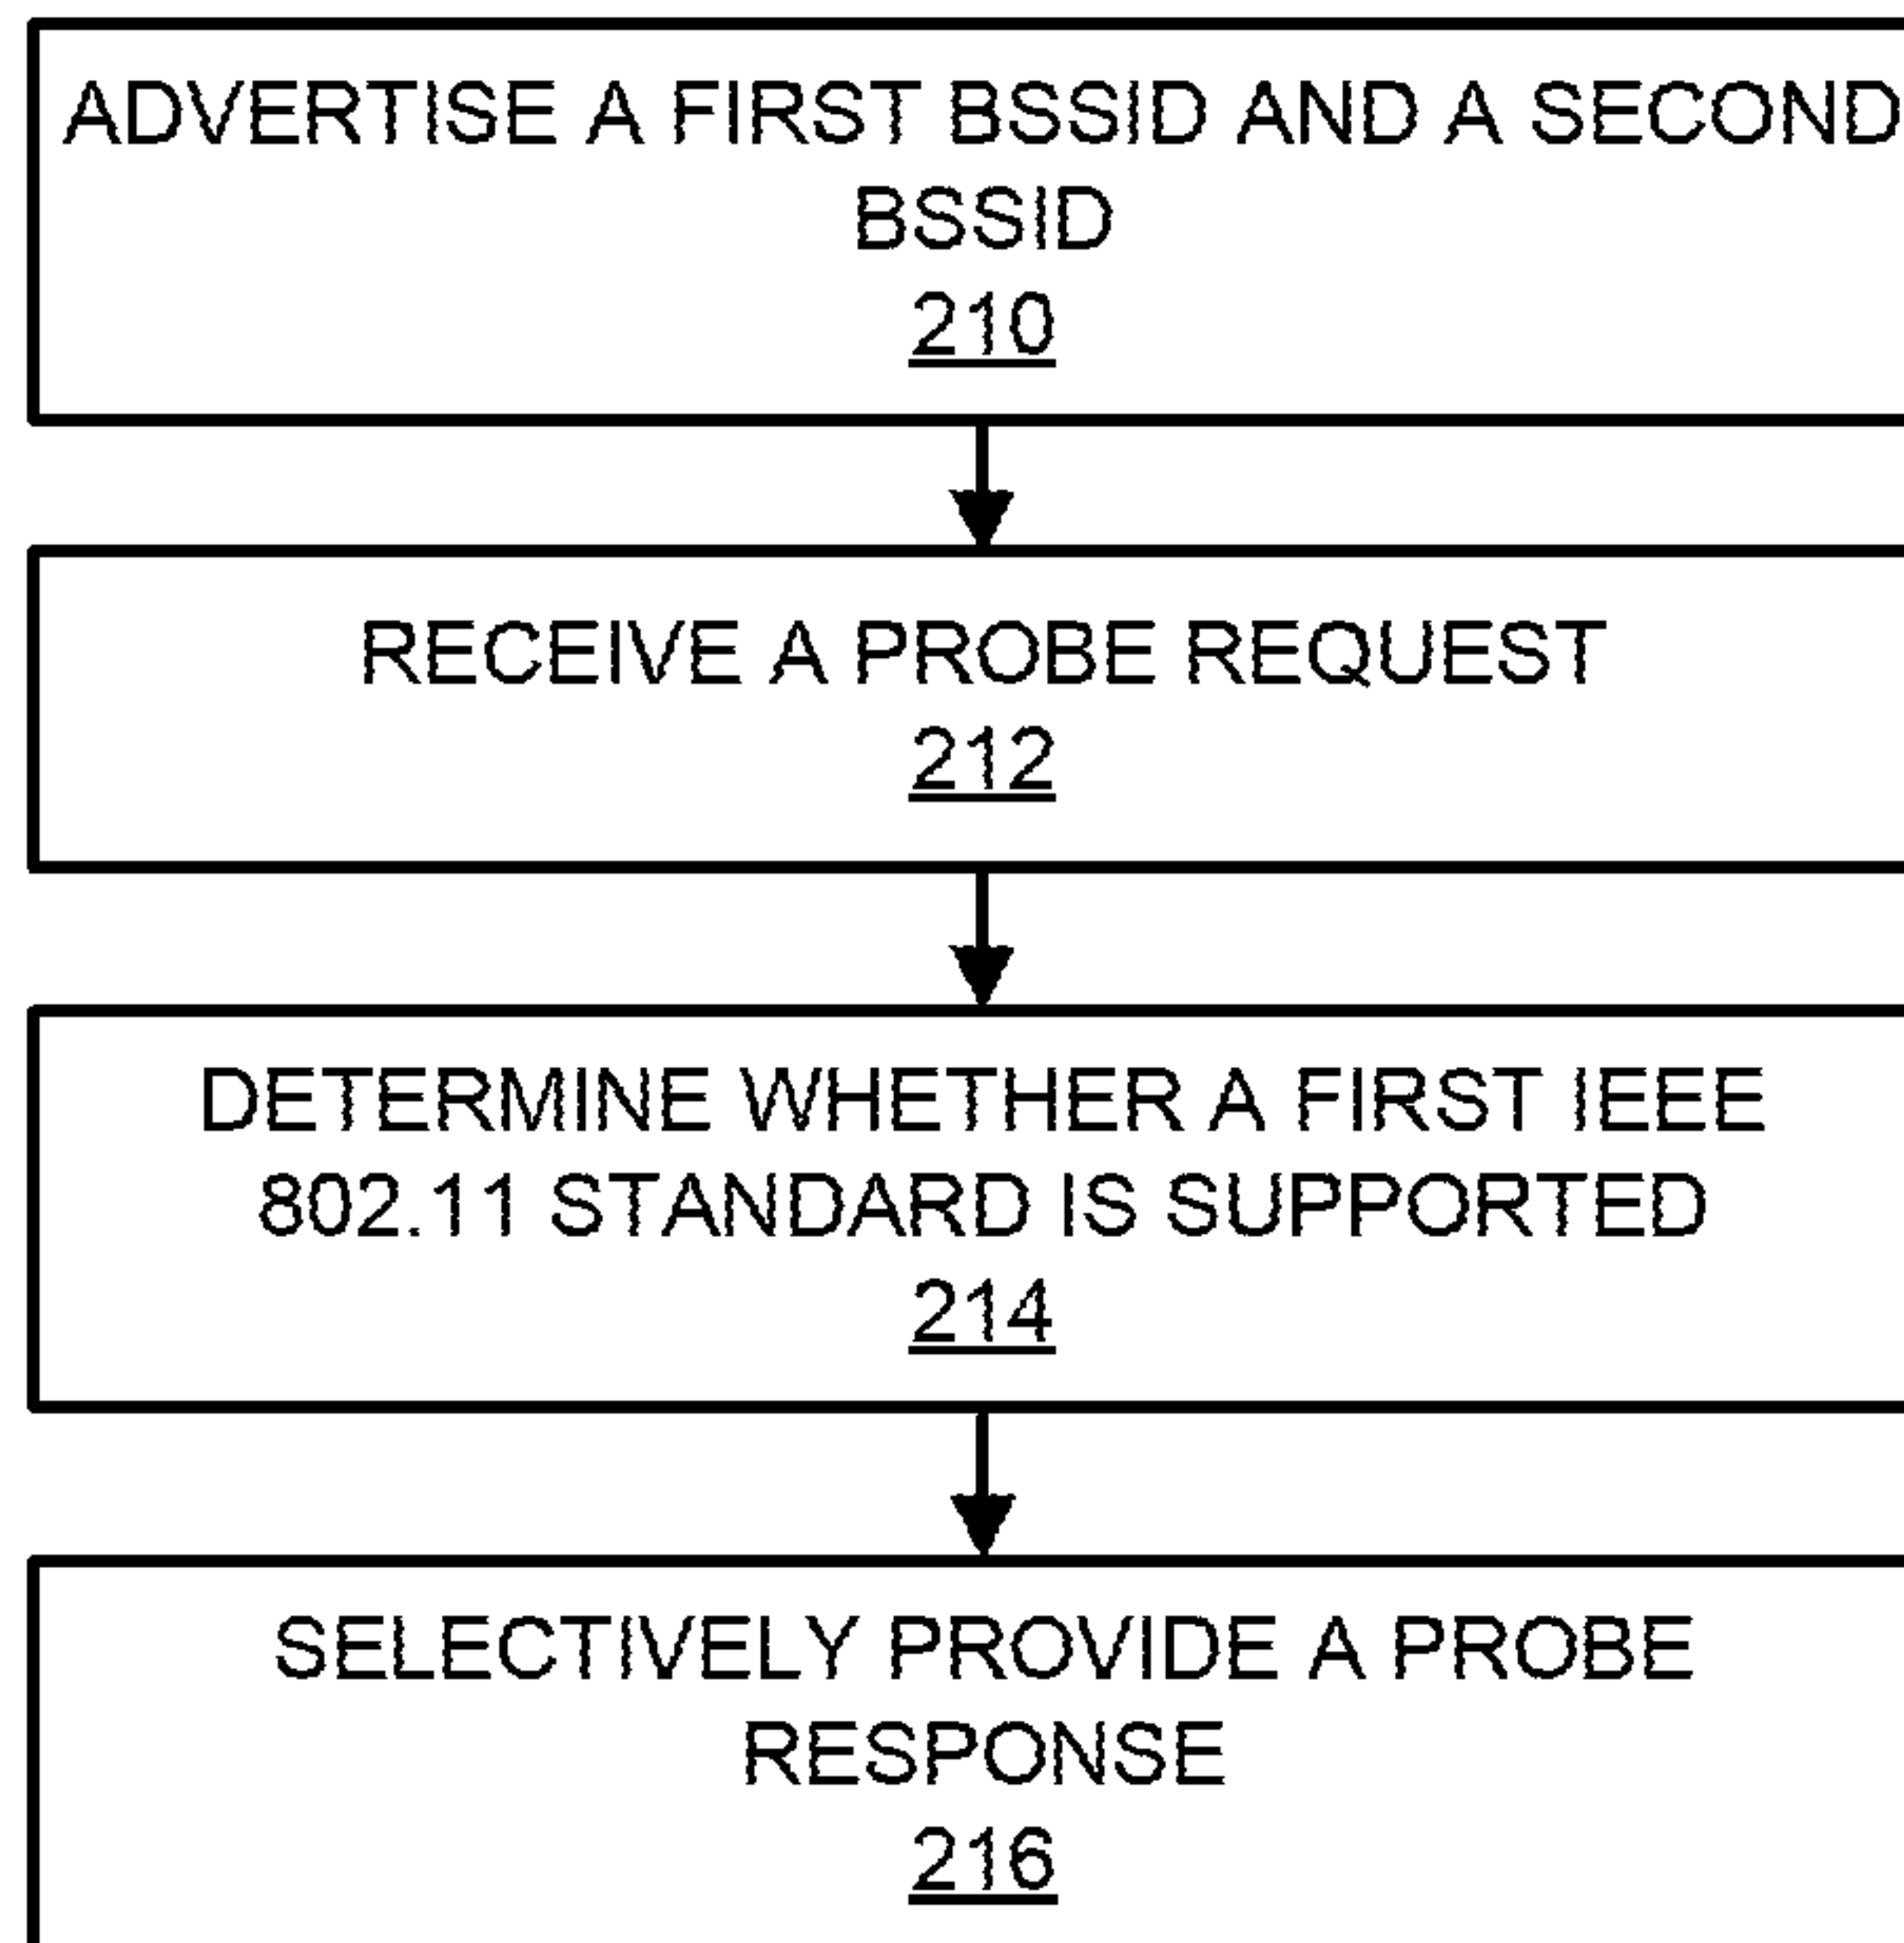 ADVERTISE A FIRST BSSID AND A SECOND
BSSID
210
RECEIVE A PROBE REQUEST
212
DETERMINE WHETHER A FIRST IEEE
802.11 STANDARD IS SUPPORTED
214
SELECTIVELY PROVIDE A PROBE
RESPONSE
216